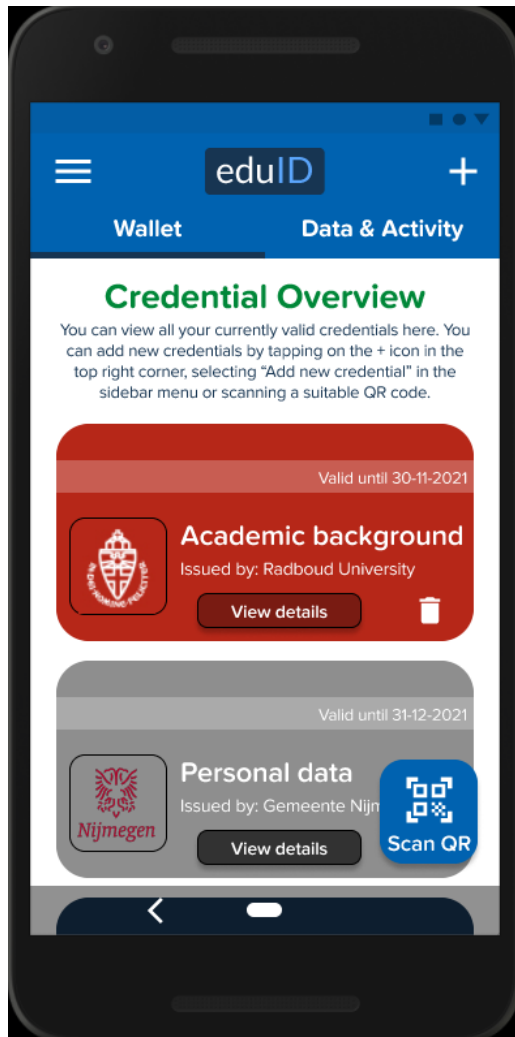 eduID
Wallet Data & Activity
Credential Overview
You can view all your currently valid credentials here. You
can add new credentials by tapping on the + icon in the
top right corner, selecting “Add new credential” in the
sidebar menu or scanning a suitable QR code.
Valid until 30-11-2021
Academic background
Issued by: Radboud University
View details
Valid until 31-12-2021
Personal data
Issued by: Gemeente
Nijmegen
View details
Scan QR